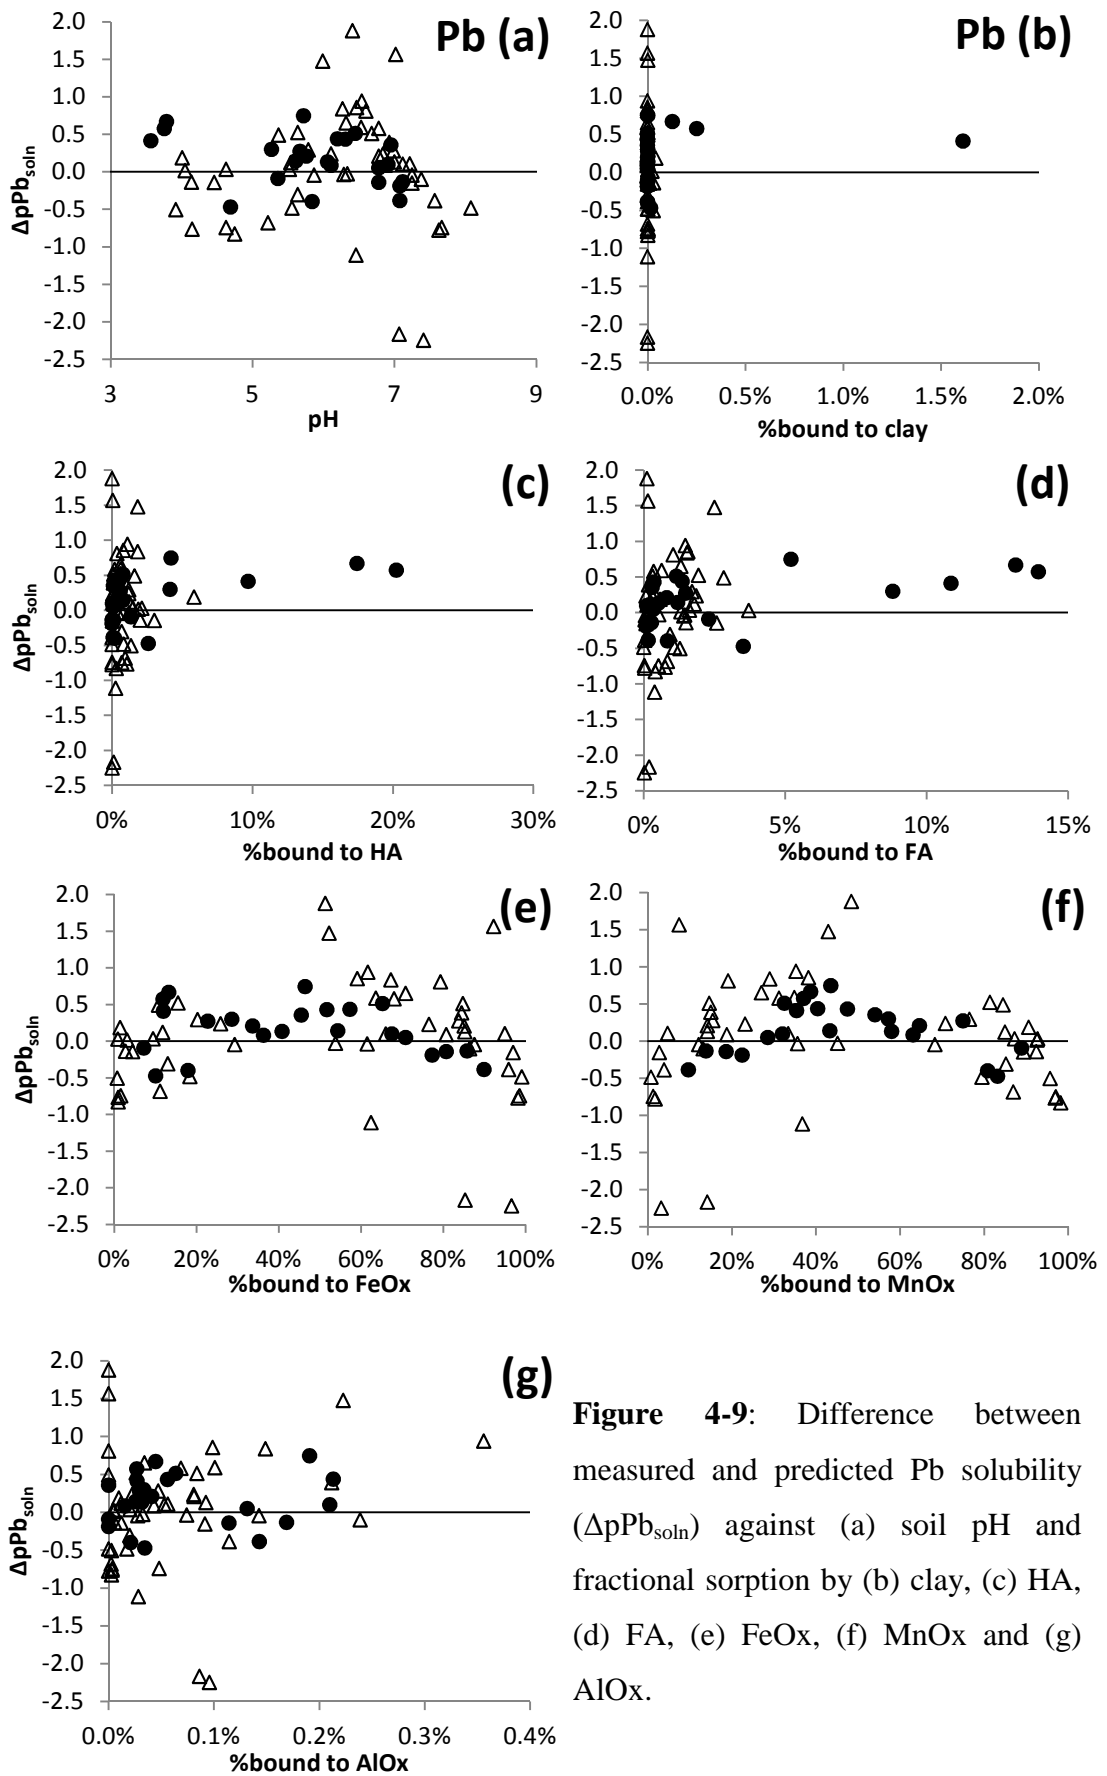 Pb (a)
2.0
1.5
1.0
0.5
0.0
-0.5
-1.0
-1.5
-2.0
-2.5
ΔpPbsoln
3 5 7 9
pH
Pb (b)
2.0
1.5
1.0
0.5
0.0
-0.5
-1.0
-1.5
-2.0
-2.5
0.0% 0.5% 1.0% 1.5% 2.0%
%bound to clay
(c)
2.0
1.5
1.0
0.5
0.0
-0.5
-1.0
-1.5
-2.0
-2.5
ΔpPbsoln
0% 10% 20% 30%
%bound to HA
(d)
2.0
1.5
1.0
0.5
0.0
-0.5
-1.0
-1.5
-2.0
-2.5
0% 5% 10% 15%
%bound to FA
(e)
2.0
1.5
1.0
0.5
0.0
-0.5
-1.0
-1.5
-2.0
-2.5
ΔpPbsoln
0% 20% 40% 60% 80% 100%
%bound to FeOx
(f)
2.0
1.5
1.0
0.5
0.0
-0.5
-1.0
-1.5
-2.0
-2.5
0% 20% 40% 60% 80% 100%
%bound to MnOx
(g)
2.0
1.5
1.0
0.5
0.0
-0.5
-1.0
-1.5
-2.0
-2.5
ΔpPbsoln
0.0% 0.1% 0.2% 0.3% 0.4%
%bound to AlOx
Figure 4-9: Difference between
measured and predicted Pb solubility
(ΔpPbsoln) against (a) soil pH and
fractional sorption by (b) clay, (c) HA,
(d) FA, (e) FeOx, (f) MnOx and (g)
AlOx.